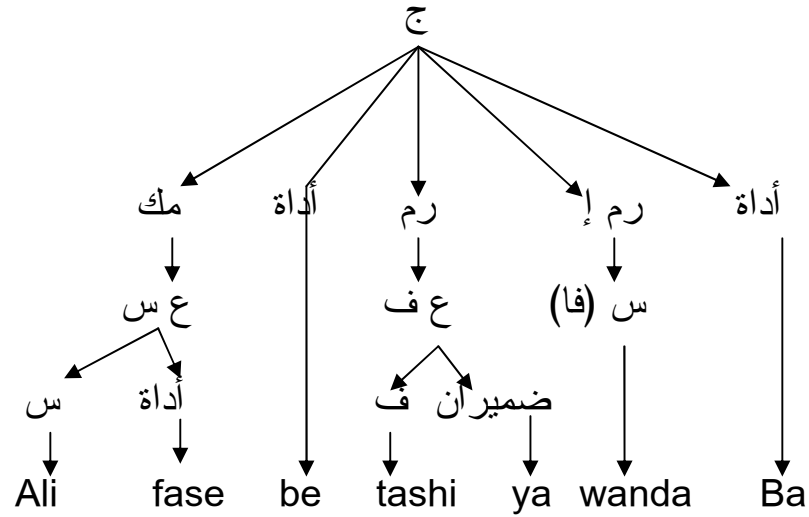 ج
أداة رم إ رم أداة مك
س (فا) ع ف ع س
ضميران ف أداة س
Ali fase be tashi ya wanda Ba